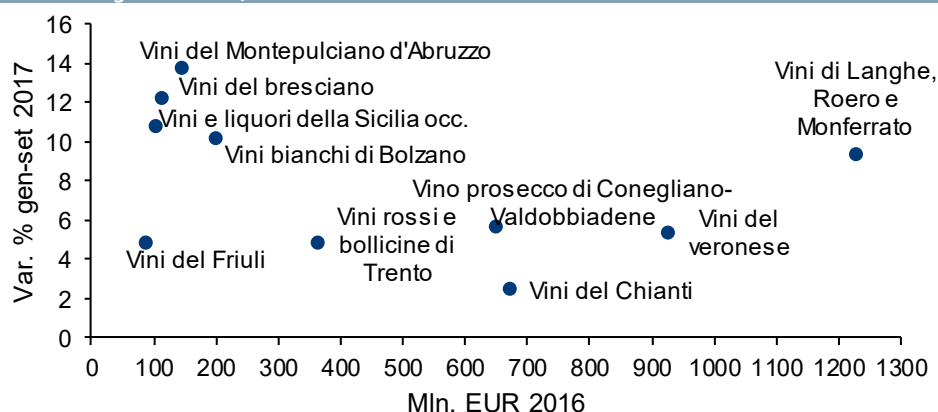 16
14
12
10
8
6
4
2
0
Var. % gen-set 2017
Vini del Montepulciano d'Abruzzo
Vini del bresciano
Vini e liquori della Sicilia occ.
Vini bianchi di Bolzano
Vini di Langhe,
Roero e
Monferrato
Vino prosecco di Conegliano-
Valdobbiadene
Vini rossi e
bollicine di
Trento
Vini del
veronese
Vini del Friuli
Vini del Chianti
0 100 200 300 400 500 600 700 800 900 1000 1100 1200 1300
Mln. EUR 2016